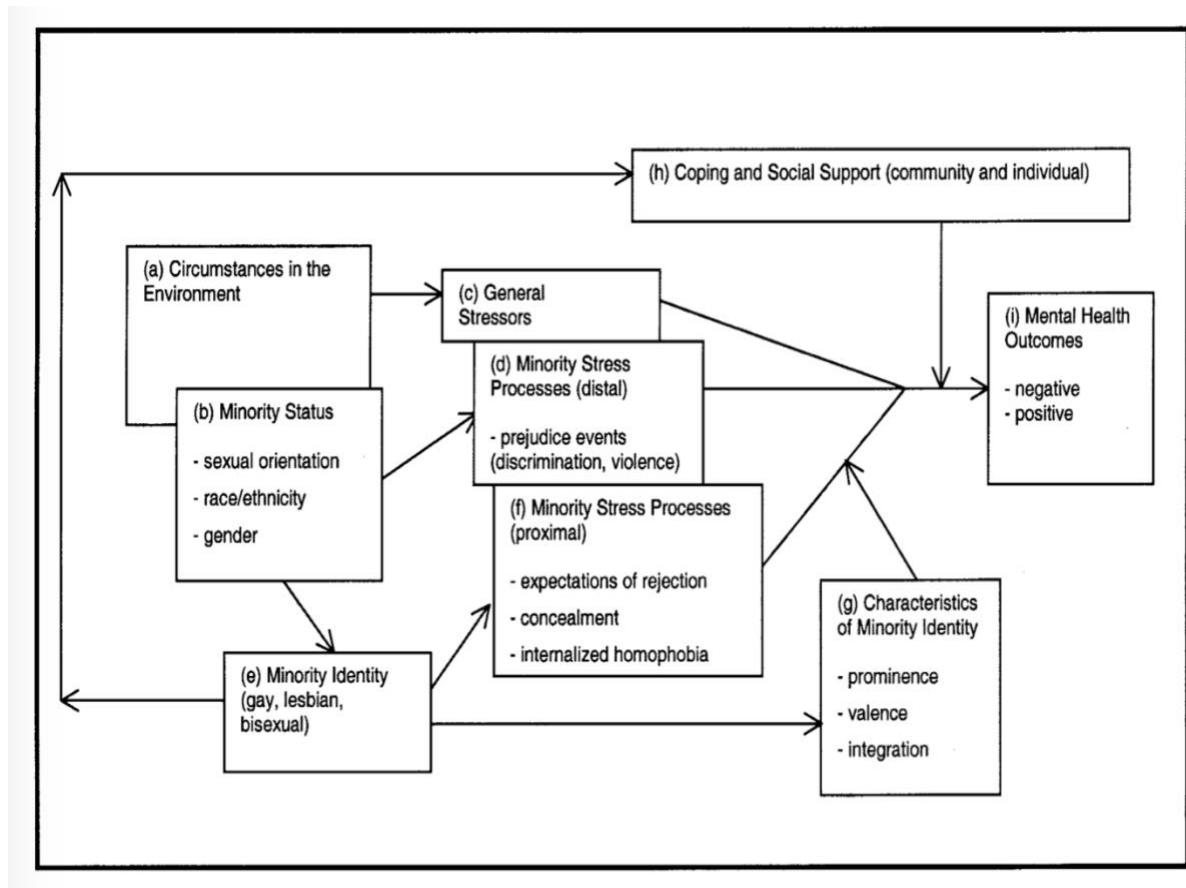 (h) Coping and Social Support (community and individual)
(a) Circumstances in the
Environment
(c) General
Stressors
(i) Mental Health
Outcomes
- negative
- positive
(d) Minority Stress
Processes (distal)
- prejudice events
(discrimination, violence)
(b) Minority Status
- sexual orientation
- race/ethnicity
- gender
(f) Minority Stress Processes
(proximal)
- expectations of rejection
- concealment
- internalized homophobia
(g) Characteristics
of Minority Identity
- prominence
- valence
- integration
(e) Minority Identity
(gay, lesbian,
bisexual)